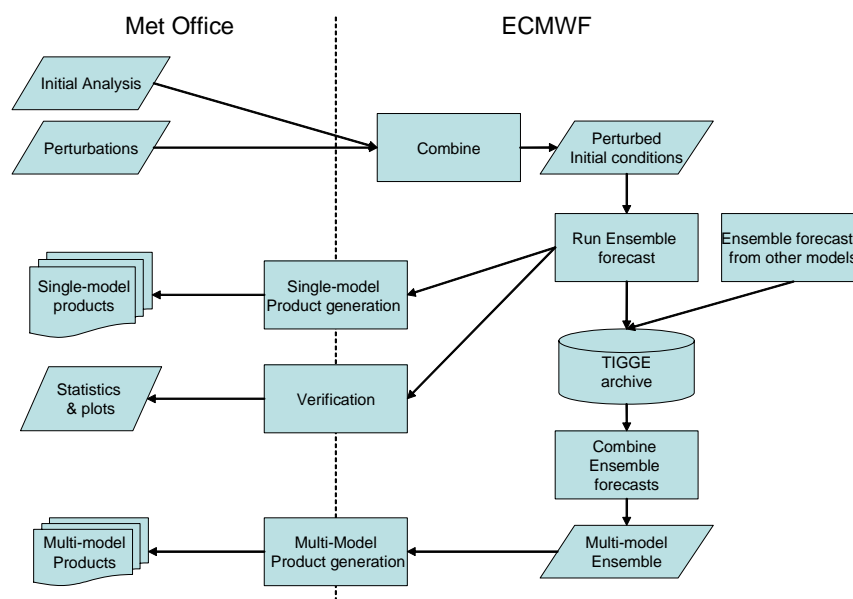 Met Office
ECMWF
Initial Analysis
Perturbations
Combine
Perturbed
Initial conditions
Run Ensemble
forecast
Ensemble forecast
from other models
Single-model
products
Single-model
Product generation
TIGGE
archive
Statistics
& plots
Verification
Combine
Ensemble
forecasts
Multi-model
Products
Multi-Model
Product generation
Multi-model
Ensemble